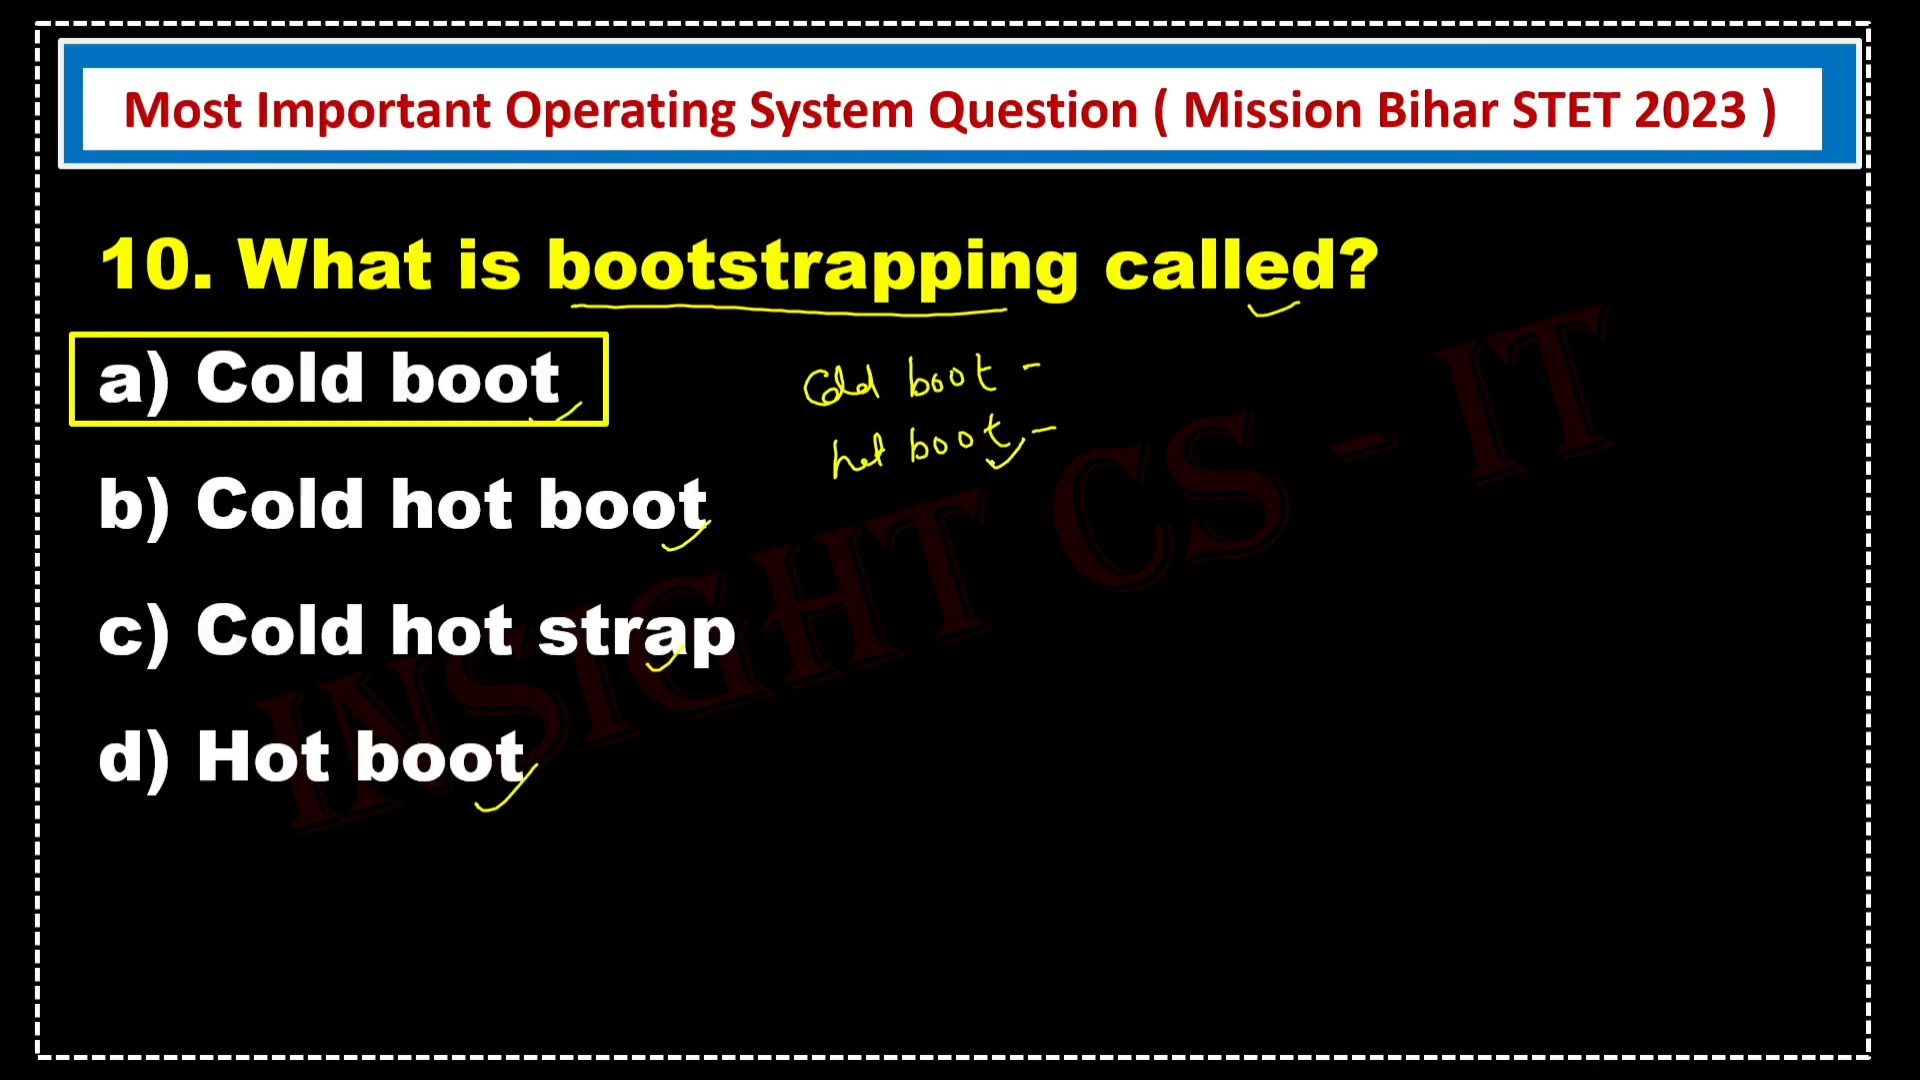 Most Important Operating System Question ( Mission Bihar STET 2023 )
10. What is bootstrapping called?
a) Cold boot
Cold boot -
hot boot, -
b) Cold hot boot
c) Cold hot strap
d) Hot boot
INSIGHT CS - IT